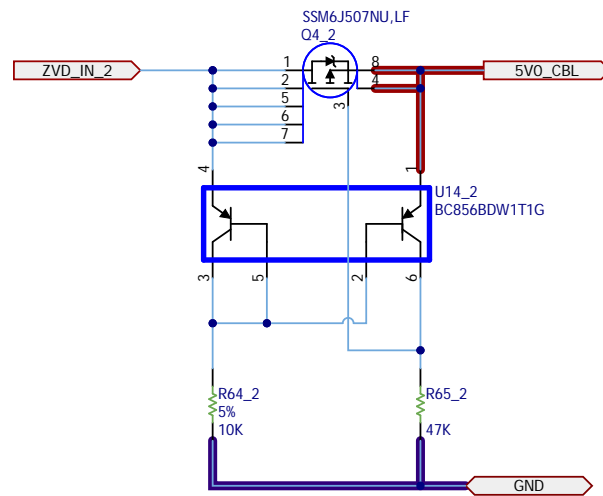 SSM6J507NU,LF
Q4_2
ZVD_IN_2
1
8
5V0_CBL
2
4
5
3
6
7
4
1
U14_2
BC856BDW1T1G
3
5
2
6
R64_2
R65_2
5%
10K
47K
GND